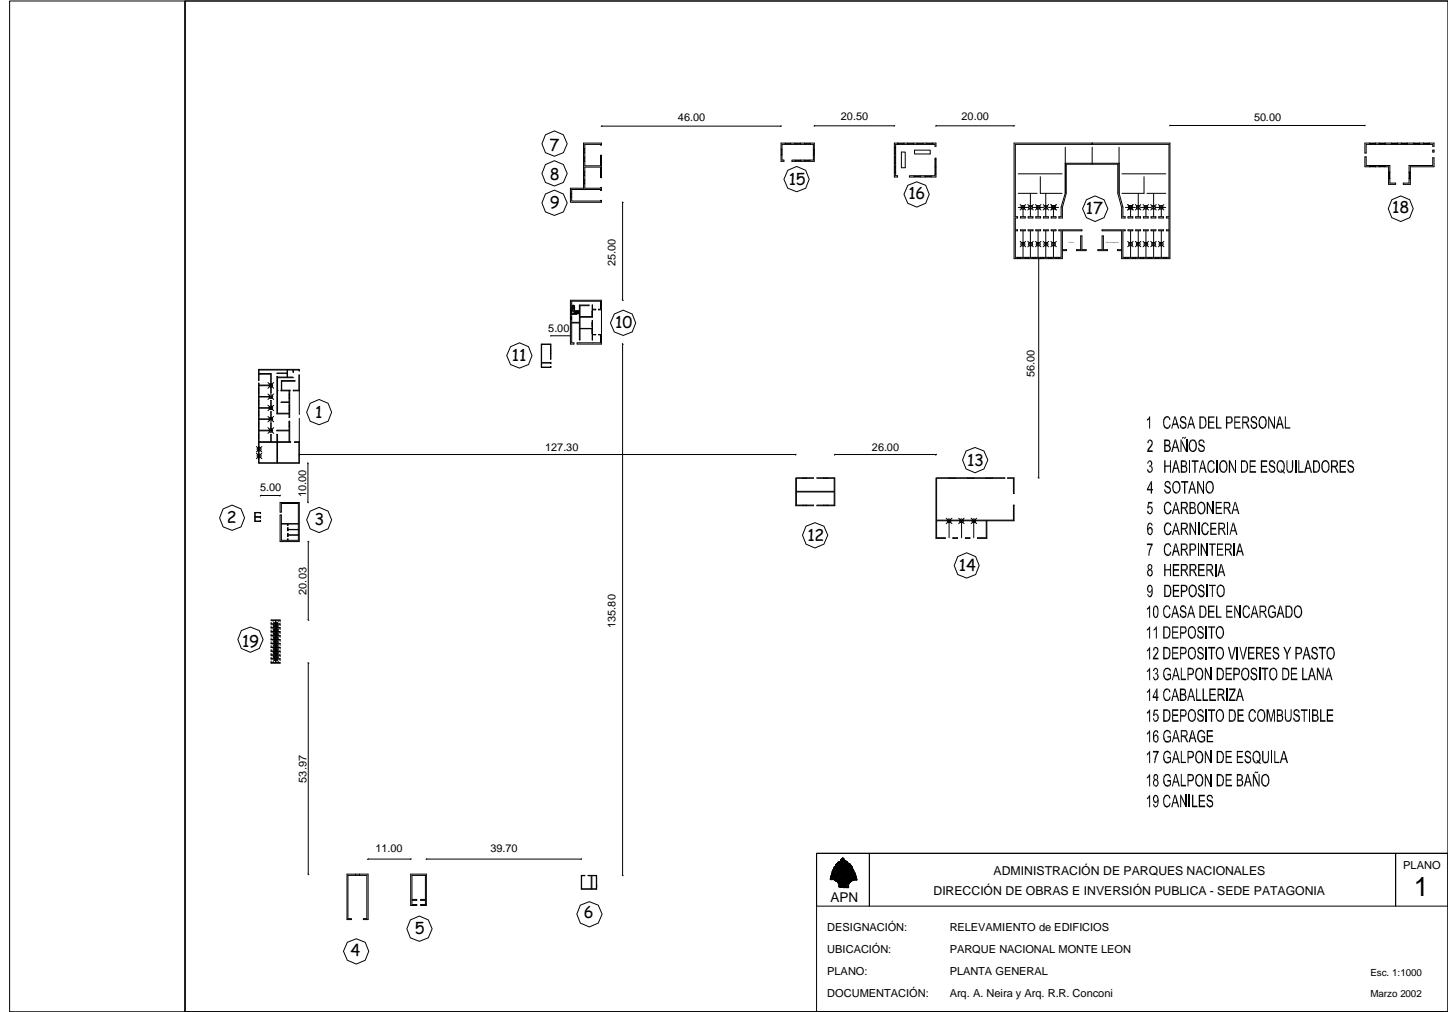 46.00
20.50
20.00
50.00
7
8
9
15
16
17
18
25.00
10
5.00
11
56.00
1
127.30
26.00
13
10.00
5.00
2
3
12
14
20.03
135.80
19
53.97
11.00
39.70
4
5
6
1 CASA DEL PERSONAL
2 BAÑOS
3 HABITACION DE ESQUILADORES
4 SOTANO
5 CARBONERA
6 CARNICERIA
7 CARPINTERIA
8 HERRERIA
9 DEPOSITO
10 CASA DEL ENCARGADO
11 DEPOSITO
12 DEPOSITO VIVERES Y PASTO
13 GALPON DEPOSITO DE LANA
14 CABALLERIZA
15 DEPOSITO DE COMBUSTIBLE
16 GARAGE
17 GALPON DE ESQUILA
18 GALPON DE BAÑO
19 CANILES
APN
ADMINISTRACIÓN DE PARQUES NACIONALES
DIRECCIÓN DE OBRAS E INVERSIÓN PUBLICA - SEDE PATAGONIA
PLANO
1
DESIGNACIÓN: RELEVAMIENTO de EDIFICIOS
UBICACIÓN: PARQUE NACIONAL MONTE LEON
PLANO: PLANTA GENERAL Esc. 1:1000
DOCUMENTACIÓN: Arq. A. Neira y Arq. R.R. Conconi Marzo 2002